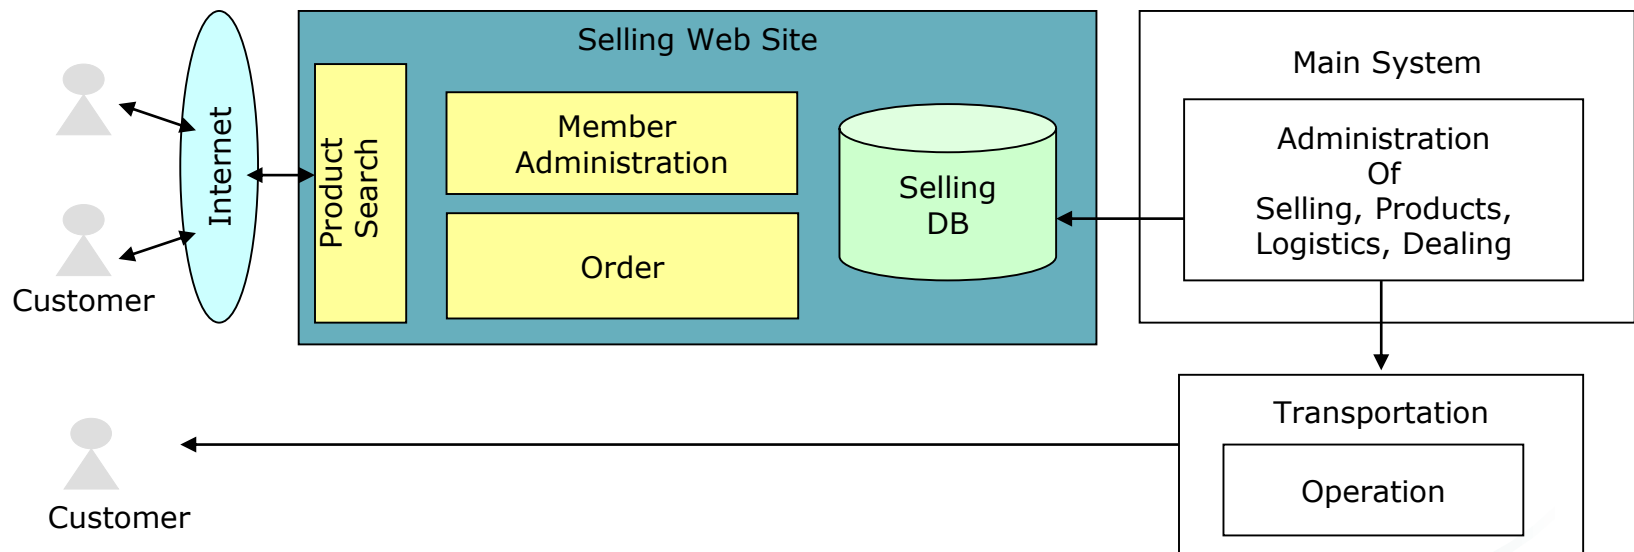 Selling Web Site
Main System
Internet
Product
Search
Member
Administration
Order
Selling
DB
Administration
Of
Selling, Products,
Logistics, Dealing
Customer
Transportation
Operation
Customer